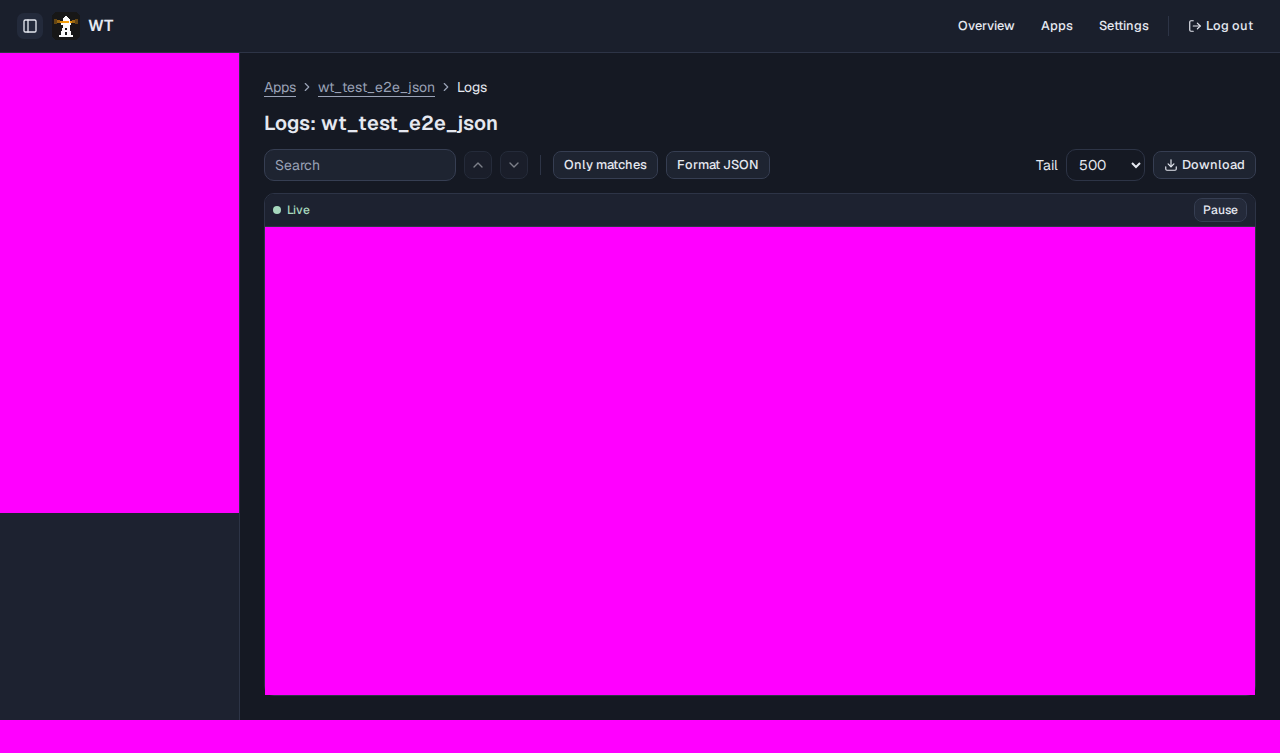 WT
Overview Apps Settings Log out
Apps > wt_test_e2e_json > Logs
Logs: wt_test_e2e_json
Search Only matches Format JSON Tail 500 Download
Live Pause